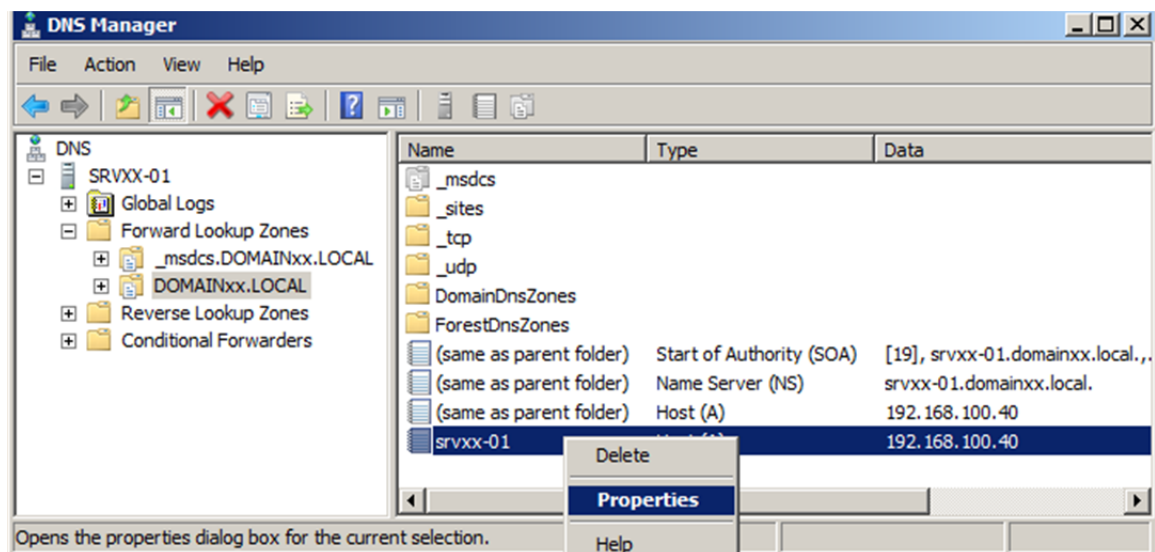 DNS Manager
File Action View Help
DNS
SRVXX-01
Global Logs
Forward Lookup Zones
_msdcs.DOMAINxx.LOCAL
DOMAINxx.LOCAL
Reverse Lookup Zones
Conditional Forwarders
Name Type Data
_msdcs
_sites
_tcp
_udp
DomainDnsZones
ForestDnsZones
(same as parent folder) Start of Authority (SOA) [19], srvxx-01.domainxx.local.,.
(same as parent folder) Name Server (NS) srvxx-01.domainxx.local.
(same as parent folder) Host (A) 192.168.100.40
srvxx-01 192.168.100.40
Delete
Properties
Help
Opens the properties dialog box for the current selection.